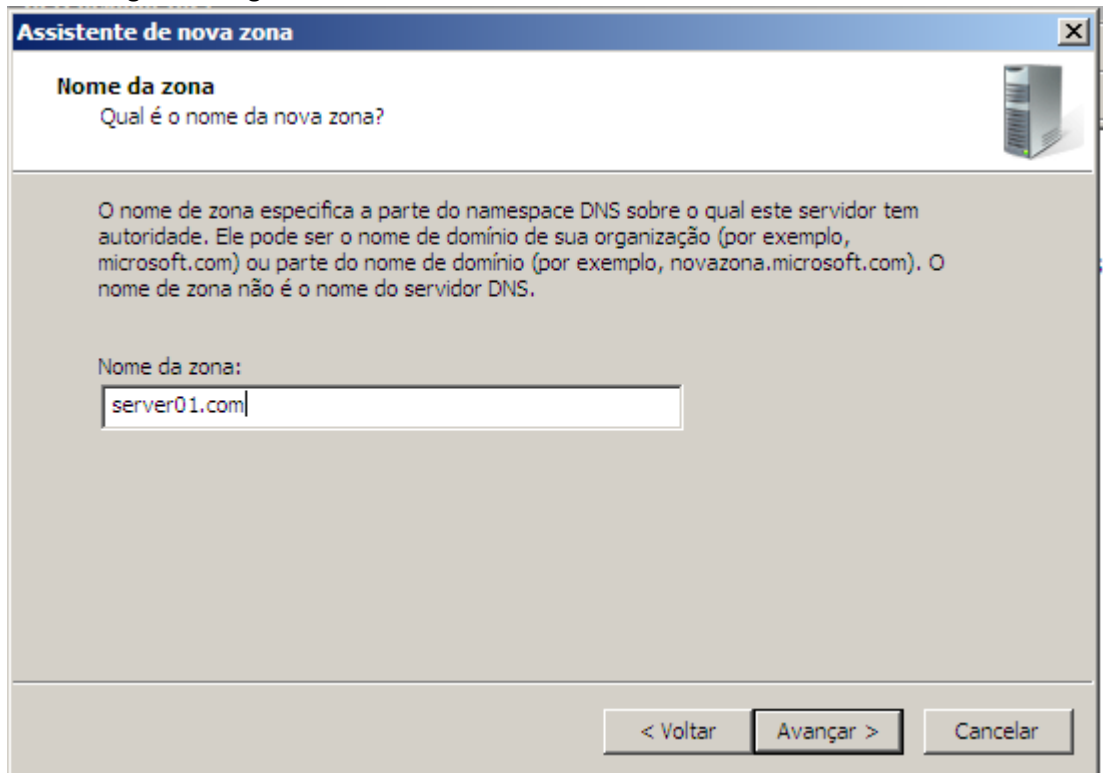 Assistente de nova zona
Nome da zona
Qual é o nome da nova zona?
O nome de zona especifica a parte do namespace DNS sobre o qual este servidor tem
autoridade. Ele pode ser o nome de domínio de sua organização (por exemplo,
microsoft.com) ou parte do nome de domínio (por exemplo, novazona.microsoft.com). O
nome de zona não é o nome do servidor DNS.
Nome da zona:
server01.com
< Voltar Avançar > Cancelar